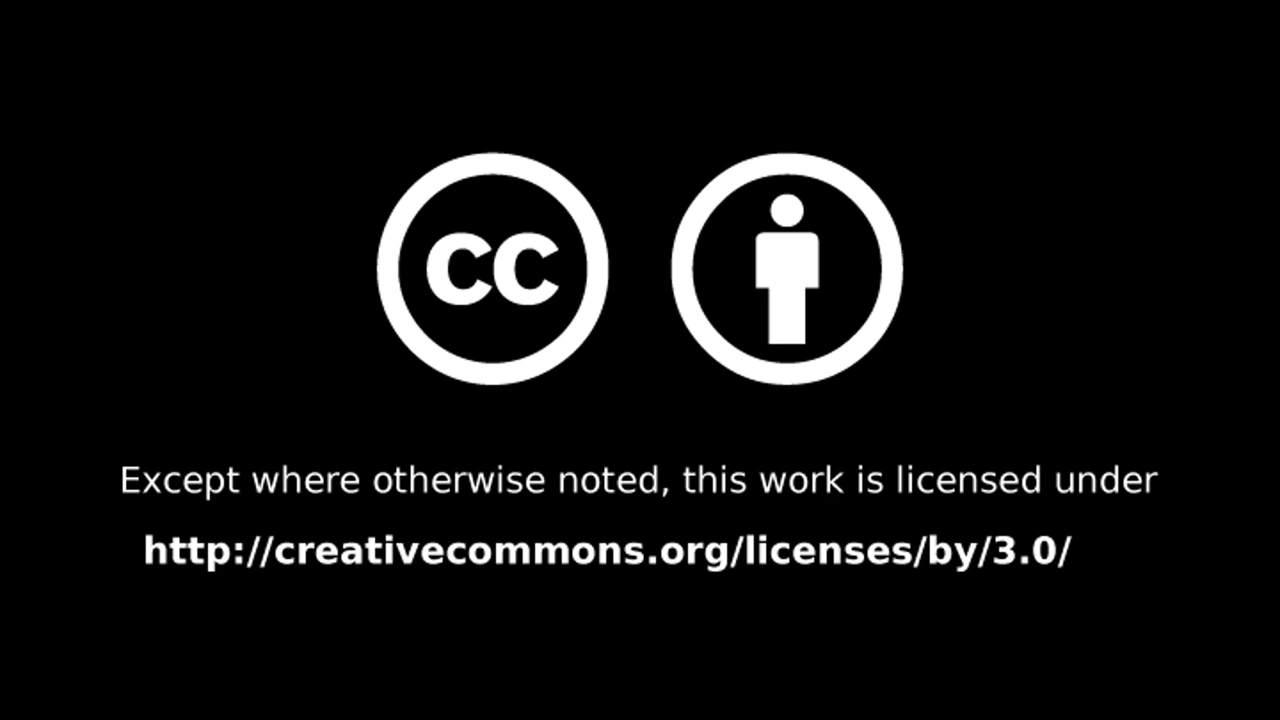 cc
Except where otherwise noted, this work is licensed under
http://creativecommons.org/licenses/by/3.0/